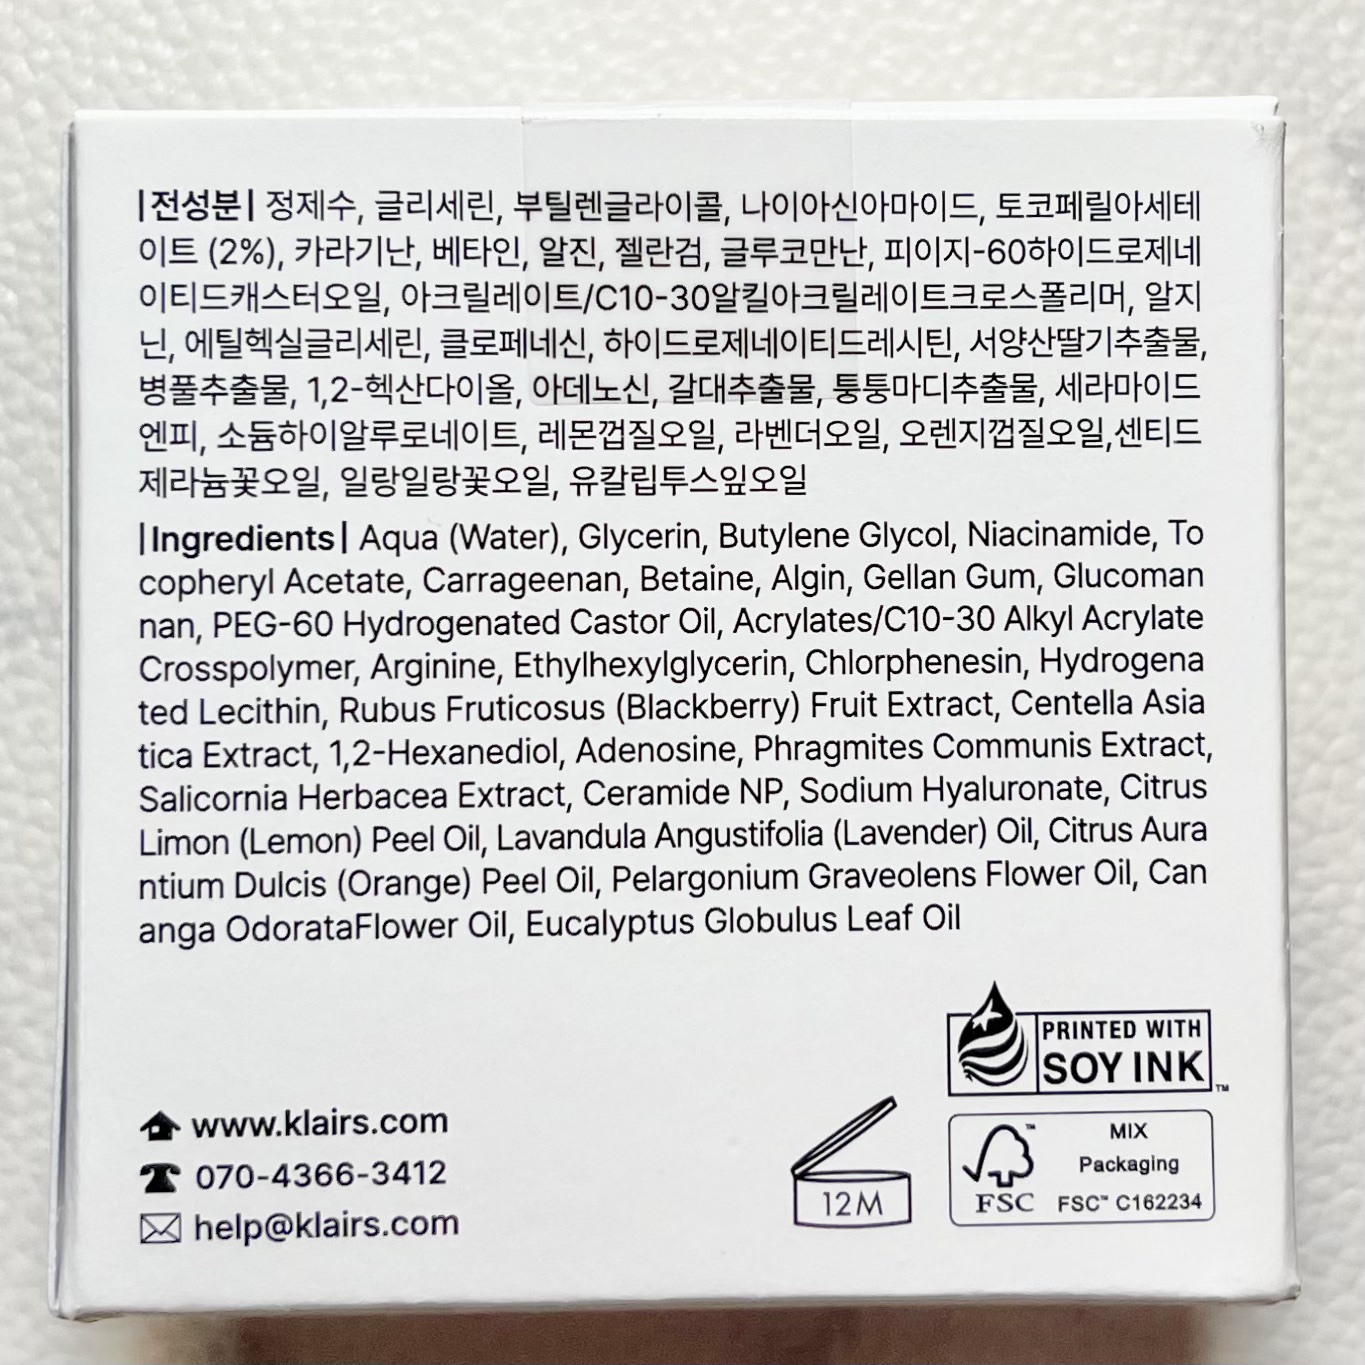 |전성분| 정제수, 글리세린, 부틸렌글라이콜, 나이아신아마이드, 토코페릴아세테
이트 (2%), 카라기난, 베타인, 알진, 젤란검, 글루코만난, 피이지-60하이드로제네
이티드캐스터오일, 아크릴레이트/C10-30알킬아크릴레이트크로스폴리머, 알지
닌, 에틸헥실글리세린, 클로페네신, 하이드로제네이티드레시틴, 서양산딸기추출물,
병풀추출물, 1,2-헥산다이올, 아데노신, 갈대추출물, 퉁퉁마디추출물, 세라마이드
엔피, 소듐하이알루로네이트, 레몬껍질오일, 라벤더오일, 오렌지껍질오일,센티드
제라늄꽃오일, 일랑일랑꽃오일, 유칼립투스잎오일
|Ingredients| Aqua (Water), Glycerin, Butylene Glycol, Niacinamide, To
copheryl Acetate, Carrageenan, Betaine, Algin, Gellan Gum, Glucoman
nan, PEG-60 Hydrogenated Castor Oil, Acrylates/C10-30 Alkyl Acrylate
Crosspolymer, Arginine, Ethylhexylglycerin, Chlorphenesin, Hydrogena
ted Lecithin, Rubus Fruticosus (Blackberry) Fruit Extract, Centella Asia
tica Extract, 1,2-Hexanediol, Adenosine, Phragmites Communis Extract,
Salicornia Herbacea Extract, Ceramide NP, Sodium Hyaluronate, Citrus
Limon (Lemon) Peel Oil, Lavandula Angustifolia (Lavender) Oil, Citrus Aura
ntium Dulcis (Orange) Peel Oil, Pelargonium Graveolens Flower Oil, Can
anga OdorataFlower Oil, Eucalyptus Globulus Leaf Oil
PRINTED WITH
SOY INK™
www.klairs.com
070-4366-3412
help@klairs.com
12M
™
FSC
MIX
Packaging
FSC™ C162234